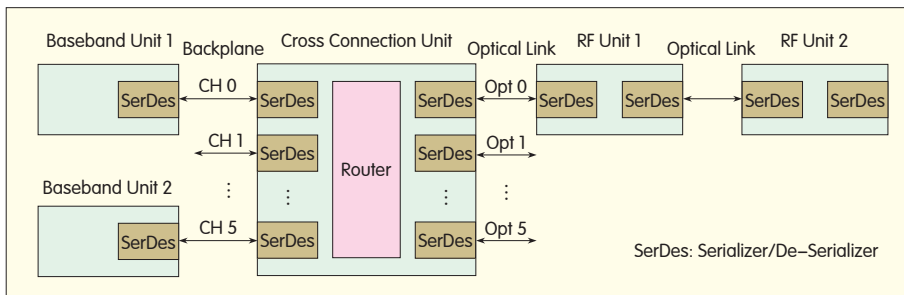 Baseband Unit 1
Backplane
Cross Connection Unit
Optical Link
RF Unit 1
Optical Link
RF Unit 2
SerDes
CH 0
SerDes
SerDes
Opt 0
SerDes
SerDes
SerDes
SerDes
CH 1
SerDes
Router
SerDes
Opt 1
Baseband Unit 2
SerDes
CH 5
SerDes
SerDes
Opt 5
SerDes: Serializer/De-Serializer